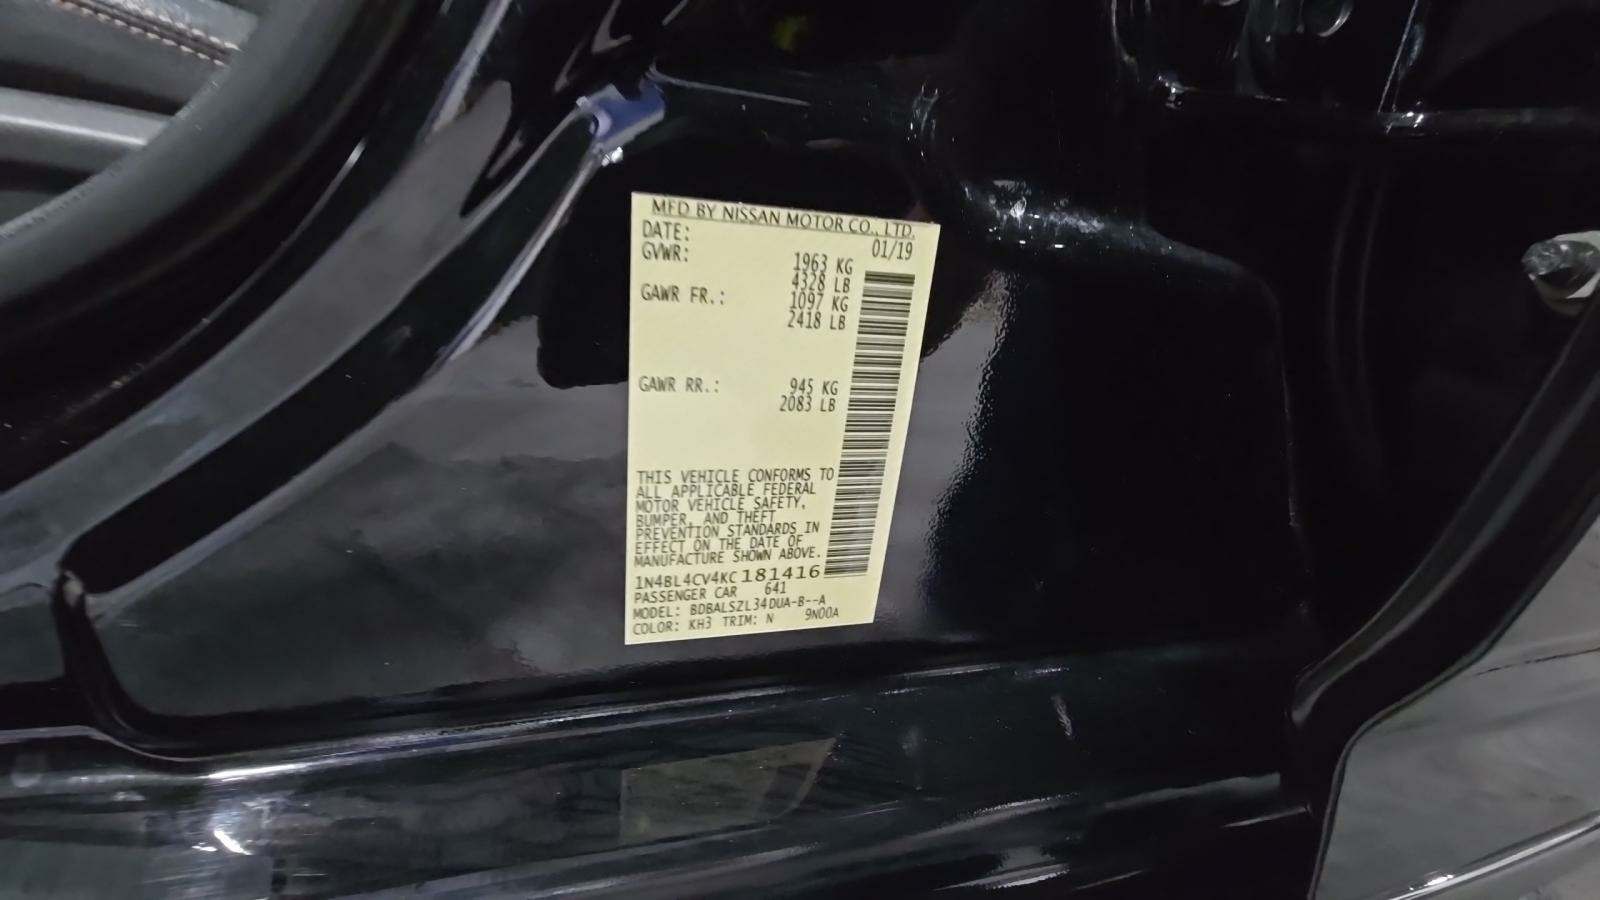 MFD BY NISSAN MOTOR CO., LTD.
DATE: 01/19
GVWR: 1963 KG
4328 LB
GAWR FR.: 1097 KG
2418 LB
GAWR RR.: 945 KG
2083 LB
THIS VEHICLE CONFORMS TO
ALL APPLICABLE FEDERAL
MOTOR VEHICLE SAFETY,
BUMPER, AND THEFT
PREVENTION STANDARDS IN
EFFECT ON THE DATE OF
MANUFACTURE SHOWN ABOVE.
1N4BL4CV4KC181416
PASSENGER CAR 641
MODEL: BDBALSZL34DUA-B--A
COLOR: KH3 TRIM: N 9N00A